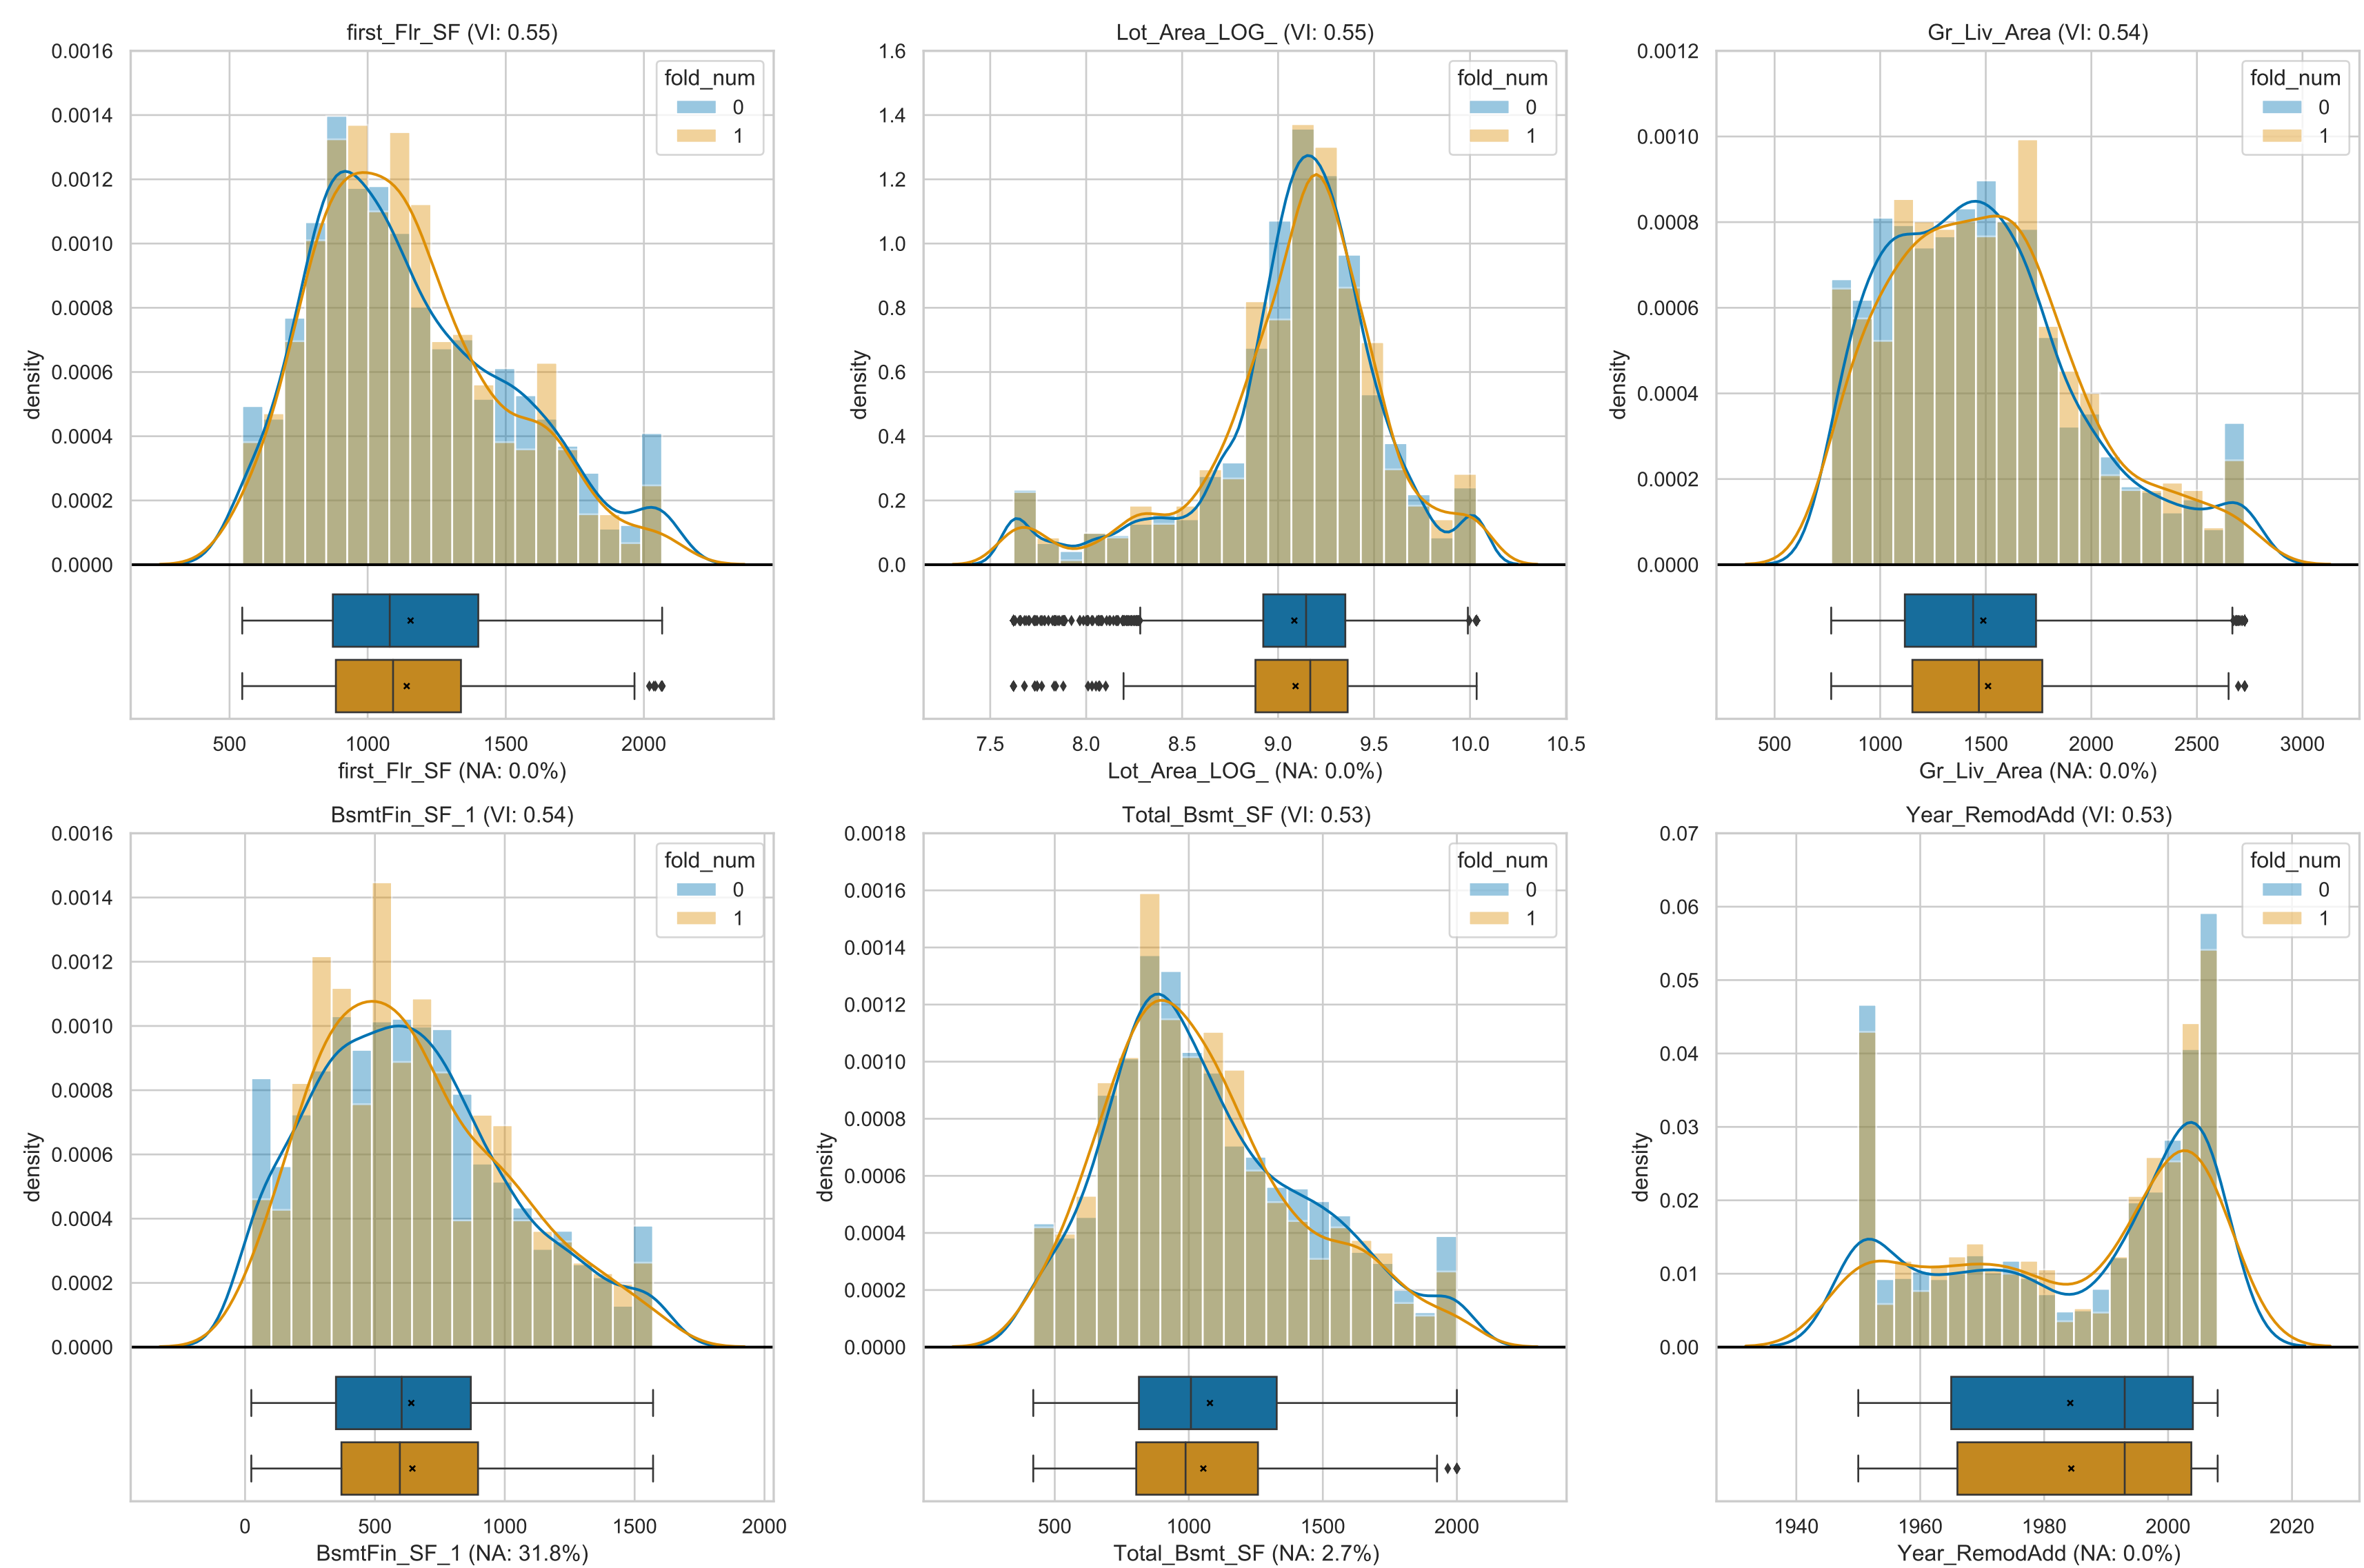 first_Flr_SF (VI: 0.55)
0.0016
0.0014
0.0012
0.0010
0.0008
0.0006
0.0004
0.0002
0.0000
density
fold_num
0
1
500 1000 1500 2000
first_Flr_SF (NA: 0.0%)
Lot_Area_LOG_ (VI: 0.55)
1.6
1.4
1.2
1.0
0.8
0.6
0.4
0.2
0.0
density
fold_num
0
1
7.5 8.0 8.5 9.0 9.5 10.0 10.5
Lot_Area_LOG_ (NA: 0.0%)
Gr_Liv_Area (VI: 0.54)
0.0012
0.0010
0.0008
0.0006
0.0004
0.0002
0.0000
density
fold_num
0
1
500 1000 1500 2000 2500 3000
Gr_Liv_Area (NA: 0.0%)
BsmtFin_SF_1 (VI: 0.54)
0.0016
0.0014
0.0012
0.0010
0.0008
0.0006
0.0004
0.0002
0.0000
density
fold_num
0
1
0 500 1000 1500 2000
BsmtFin_SF_1 (NA: 31.8%)
Total_Bsmt_SF (VI: 0.53)
0.0018
0.0016
0.0014
0.0012
0.0010
0.0008
0.0006
0.0004
0.0002
0.0000
density
fold_num
0
1
500 1000 1500 2000
Total_Bsmt_SF (NA: 2.7%)
Year_RemodAdd (VI: 0.53)
0.07
0.06
0.05
0.04
0.03
0.02
0.01
0.00
density
fold_num
0
1
1940 1960 1980 2000 2020
Year_RemodAdd (NA: 0.0%)